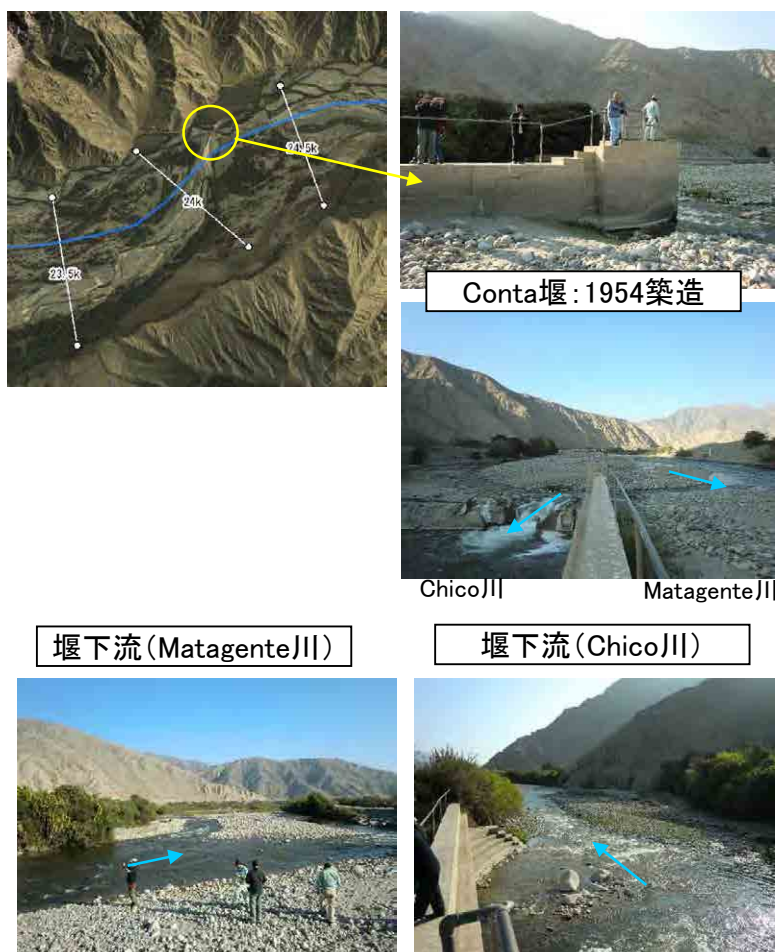 24.5k
24k
23.5k
Conta堰：1954築造
Chico川
Matagente川
堰下流（Matagente川）
堰下流（Chico川）